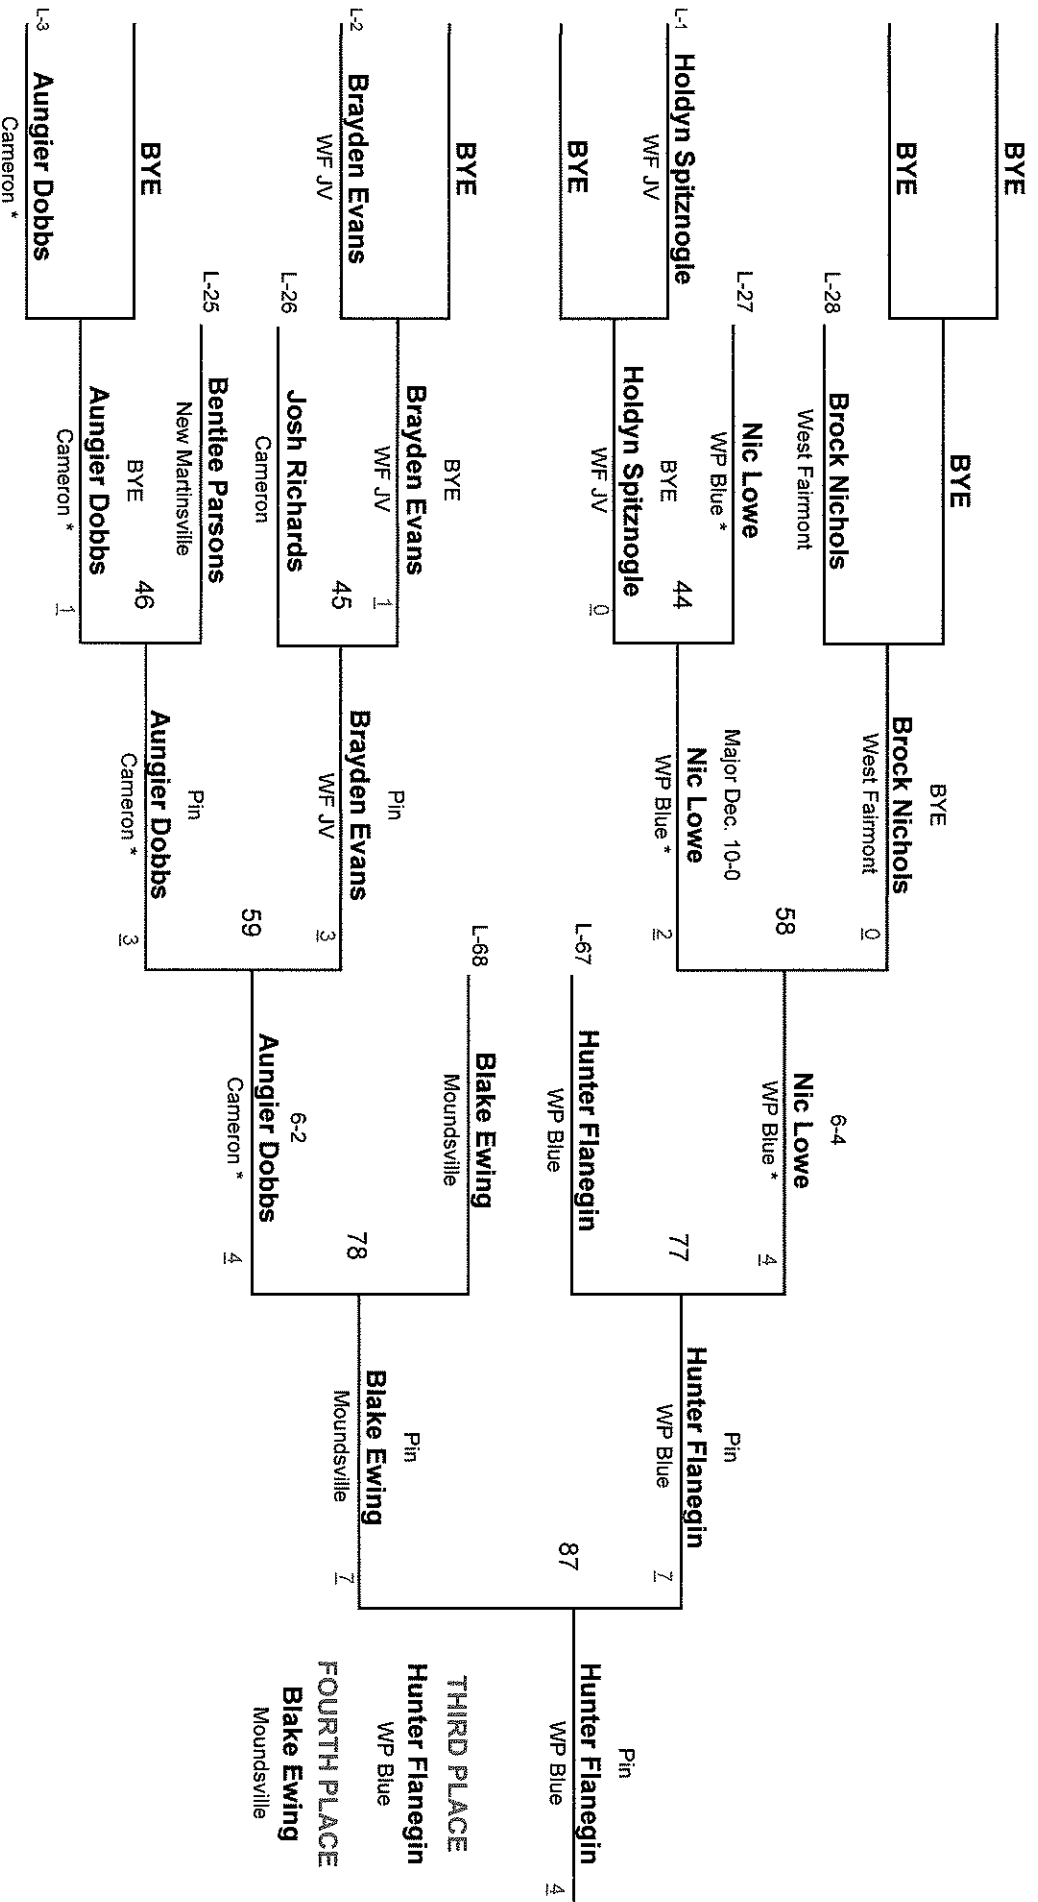 BYE
BYE
BYE
L-28
Brock Nichols
West Fairmont
BYE
Brock Nichols
West Fairmont
0
L-27
Nic Lowe
WP Blue *
L-1
Holdyn Spitznogle
WF JV
BYE
BYE
Holdyn Spitznogle
WF JV
0
44
Major Dec. 10-0
Nic Lowe
WP Blue *
2
58
6-4
Nic Lowe
WP Blue *
4
L-67
Hunter Flanegin
WP Blue
77
Pin
Hunter Flanegin
WP Blue
7
BYE
L-2
Brayden Evans
WF JV
BYE
Brayden Evans
WF JV
1
L-26
Josh Richards
Cameron
45
Pin
Brayden Evans
WF JV
3
L-25
Bentlee Parsons
New Martinsville
BYE
L-3
Aungier Dobbs
Cameron *
BYE
Aungier Dobbs
Cameron *
1
46
Pin
Aungier Dobbs
Cameron *
3
59
6-2
Aungier Dobbs
Cameron *
4
L-68
Blake Ewing
Moundsville
78
Pin
Blake Ewing
Moundsville
7
87
Pin
Hunter Flanegin
WP Blue
4
THIRD PLACE
Hunter Flanegin
WP Blue
FOURTH PLACE
Blake Ewing
Moundsville